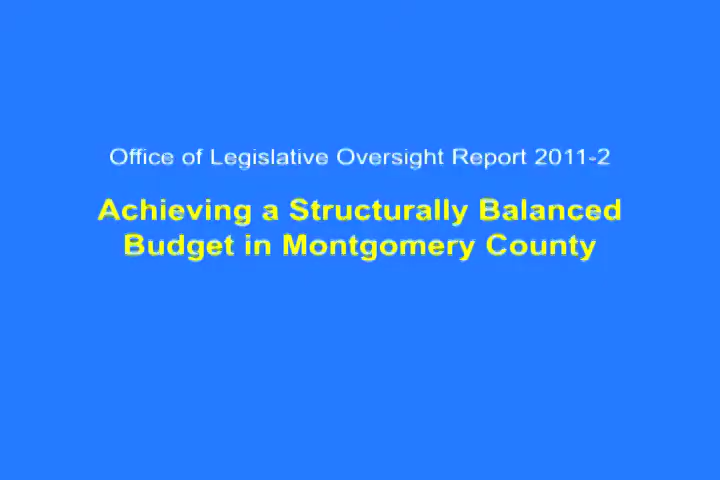 Office of Legislative Oversight Report 2011-2
Achieving a Structurally Balanced
Budget in Montgomery County